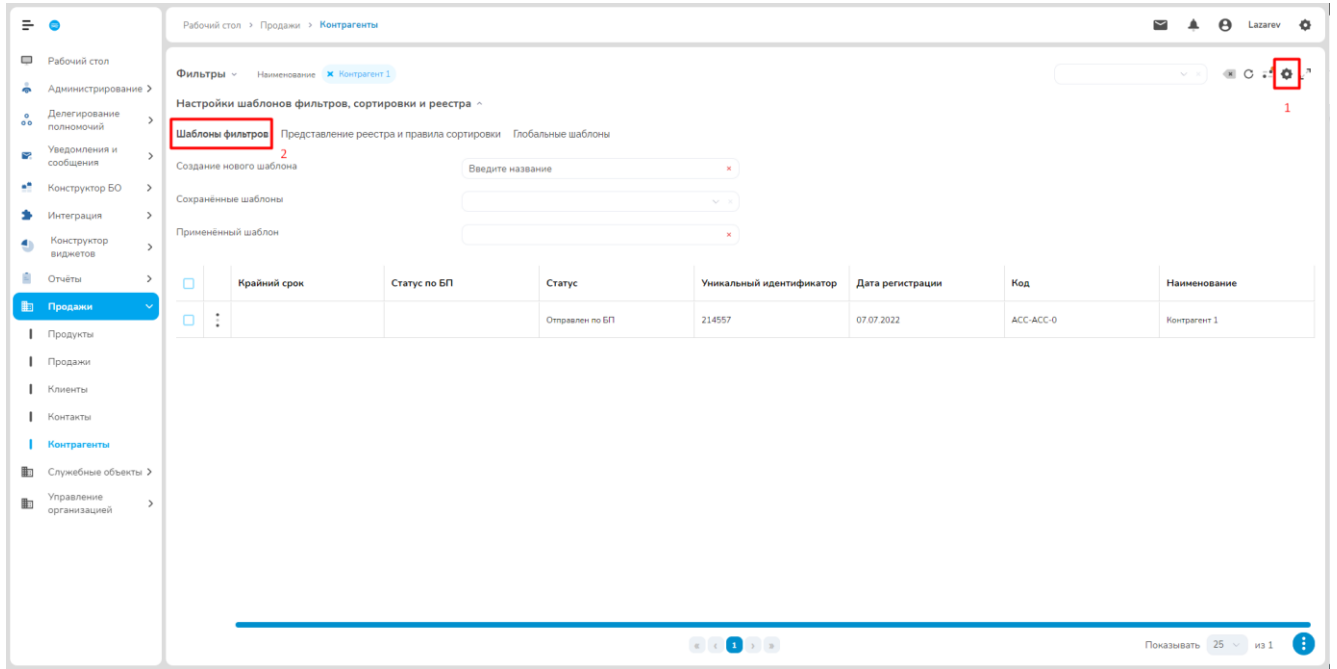 Рабочий стол > Продажи > Контрагенты
Lazarev
Рабочий стол
Администрирование
Делегирование
полномочий
Уведомления и
сообщения
Конструктор БО
Интеграция
Конструктор
виджетов
Отчёты
Продажи
Продукты
Продажи
Клиенты
Контакты
Контрагенты
Служебные объекты
Управление
организацией
Фильтры Наименование × Контрагент 1
1
Настройки шаблонов фильтров, сортировки и реестра
Шаблоны фильтров Представление реестра и правила сортировки Глобальные шаблоны
2
Создание нового шаблона Введите название ×
Сохранённые шаблоны
Применённый шаблон ×
Крайний срок Статус по БП Статус Уникальный идентификатор Дата регистрации Код Наименование
Отправлен по БП 214557 07.07.2022 ACC-ACC-0 Контрагент 1
« ‹ 1 › »
Показывать 25 из 1